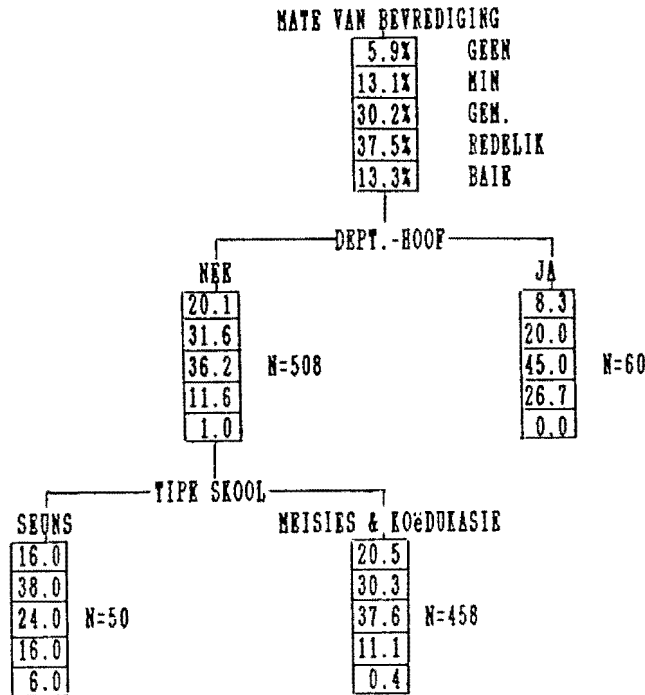 MATE VAN BEVREDIGING
5.9% GEEN
13.1% MIN
30.2% GEM.
37.5% REDELIK
13.3% BAIE
DEPT.-HOOF
NEE JA
20.1 8.3
31.6 20.0
36.2 N=508 45.0 N=60
11.6 26.7
1.0 0.0
TIPE SKOOL
SEUNS MEISIES & KOëDUKASIE
16.0 20.5
38.0 30.3
24.0 N=50 37.6 N=458
16.0 11.1
6.0 0.4